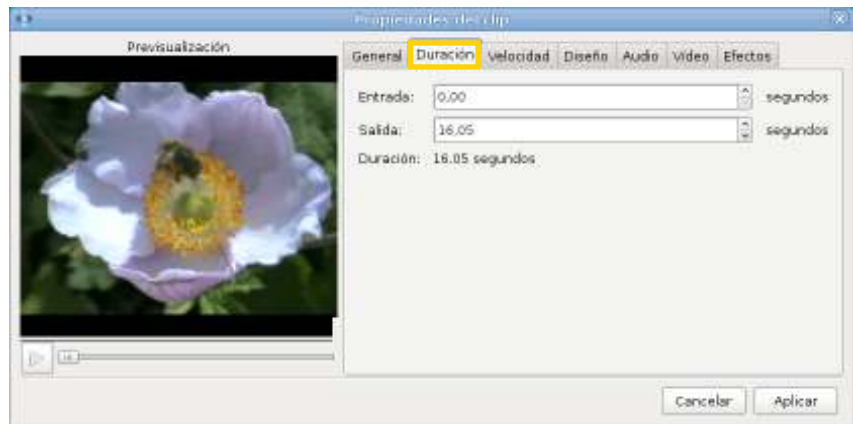 Propiedades del clip
Previsualización
General Duración Velocidad Diseño Audio Vídeo Efectos
Entrada: 0,00 segundos
Salida: 16,05 segundos
Duración: 16.05 segundos
Cancelar Aplicar